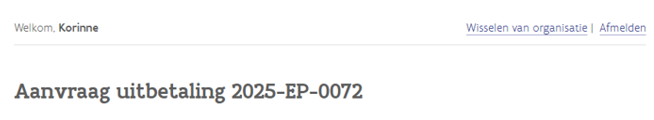 Welkom, Korinne
Wisselen van organisatie | Afmelden
Aanvraag uitbetaling 2025-EP-0072